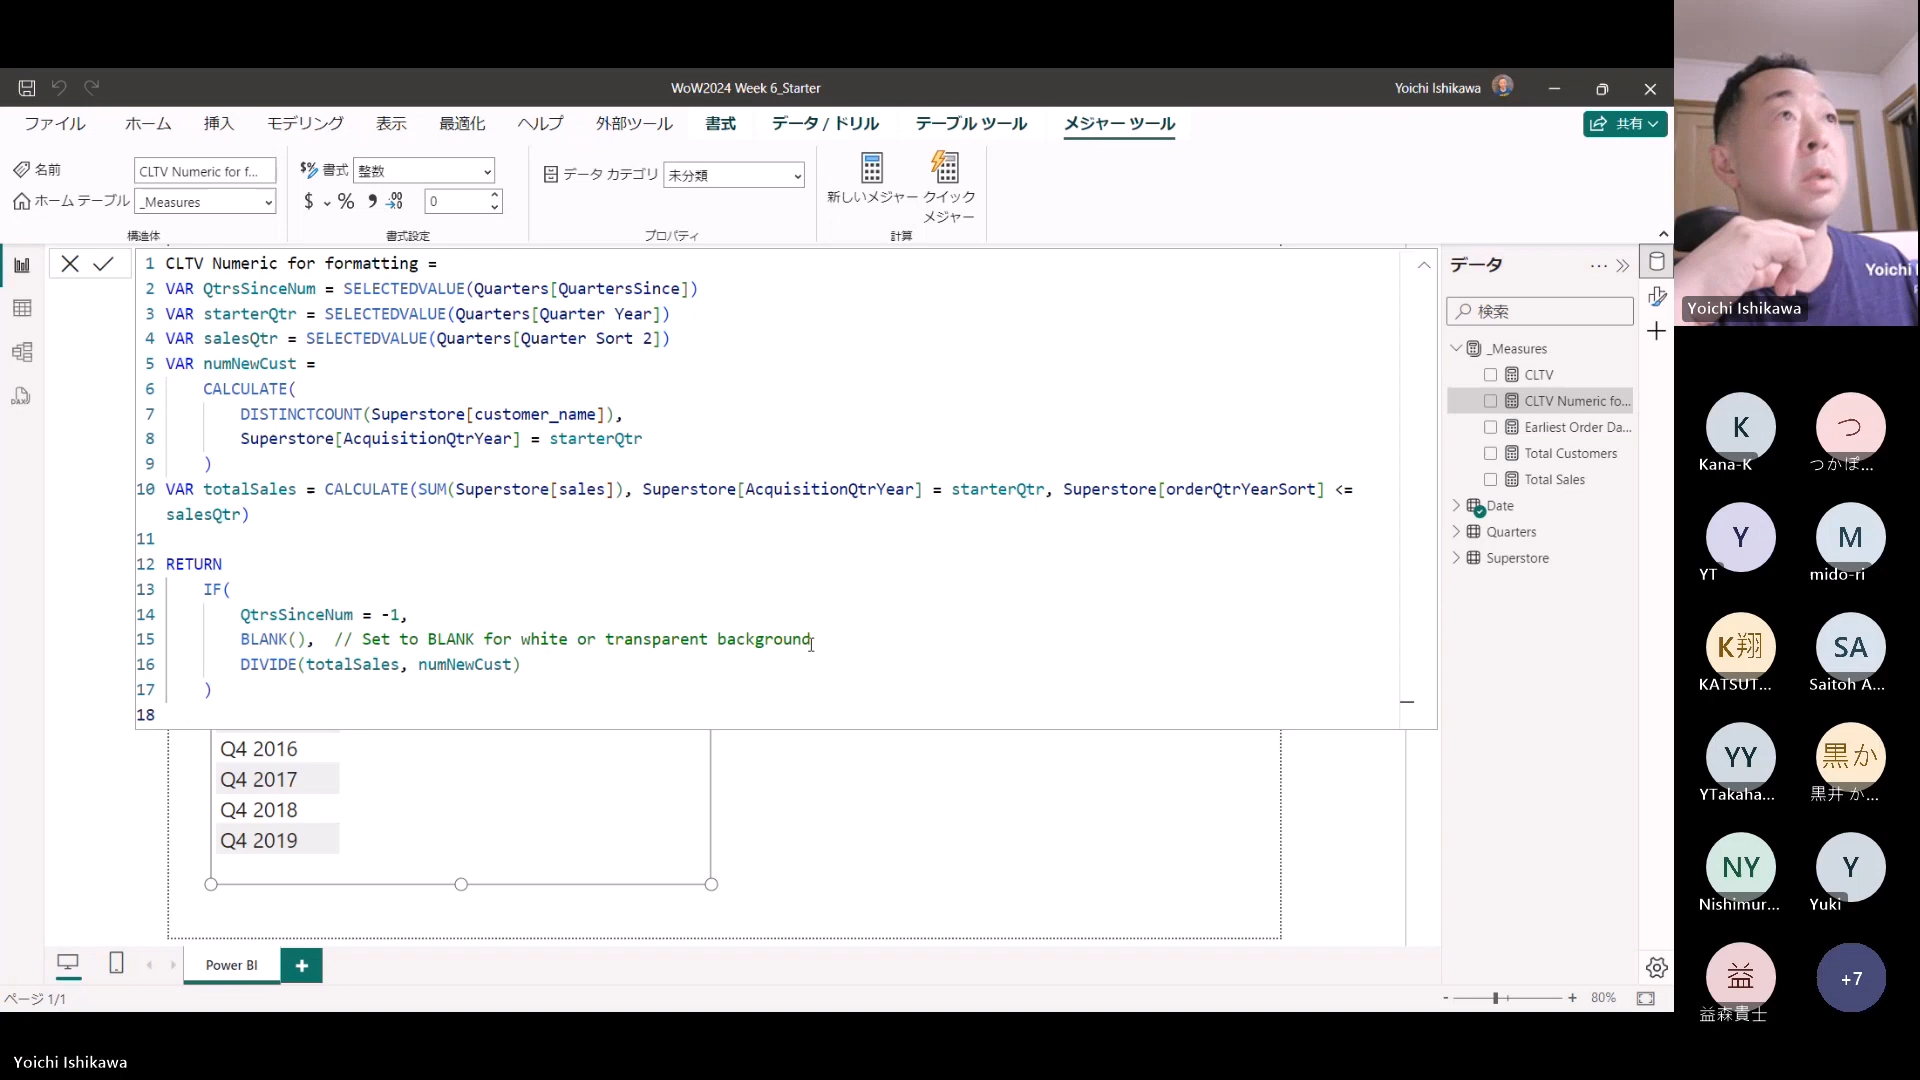 WoW2024 Week 6_Starter
Yoichi Ishikawa
ファイル ホーム 挿入 モデリング 表示 最適化 ヘルプ 外部ツール 書式 データ / ドリル テーブル ツール メジャー ツール
共有
名前 CLTV Numeric for f...
ホーム テーブル _Measures
構造体
書式 整数
$ % 9 .00 0
書式設定
データ カテゴリ 未分類
プロパティ
新しいメジャー クイック
メジャー
計算
1 CLTV Numeric for formatting =
2 VAR QtrsSinceNum = SELECTEDVALUE(Quarters[QuartersSince])
3 VAR starterQtr = SELECTEDVALUE(Quarters[Quarter Year])
4 VAR salesQtr = SELECTEDVALUE(Quarters[Quarter Sort 2])
5 VAR numNewCust =
6 CALCULATE(
7 DISTINCTCOUNT(Superstore[customer_name]),
8 Superstore[AcquisitionQtrYear] = starterQtr
9 )
10 VAR totalSales = CALCULATE(SUM(Superstore[sales]), Superstore[AcquisitionQtrYear] = starterQtr, Superstore[orderQtrYearSort] <=
salesQtr)
11
12 RETURN
13 IF(
14 QtrsSinceNum = -1,
15 BLANK(), // Set to BLANK for white or transparent background
16 DIVIDE(totalSales, numNewCust)
17 )
18
Q4 2016
Q4 2017
Q4 2018
Q4 2019
データ
検索
_Measures
CLTV
CLTV Numeric fo...
Earliest Order Da...
Total Customers
Total Sales
Date
Quarters
Superstore
Power BI
ページ 1/1
- + 80%
Yoichi Ishikawa
Yoichi
Yoichi Ishikawa
K
Kana-K
つ
つかぽ...
Y
YT
M
mido-ri
K翔
KATSUT...
SA
Saitoh A...
YY
YTakaha...
黒か
黒井 か...
NY
Nishimur...
Y
Yuki
益
益森貴士
+7